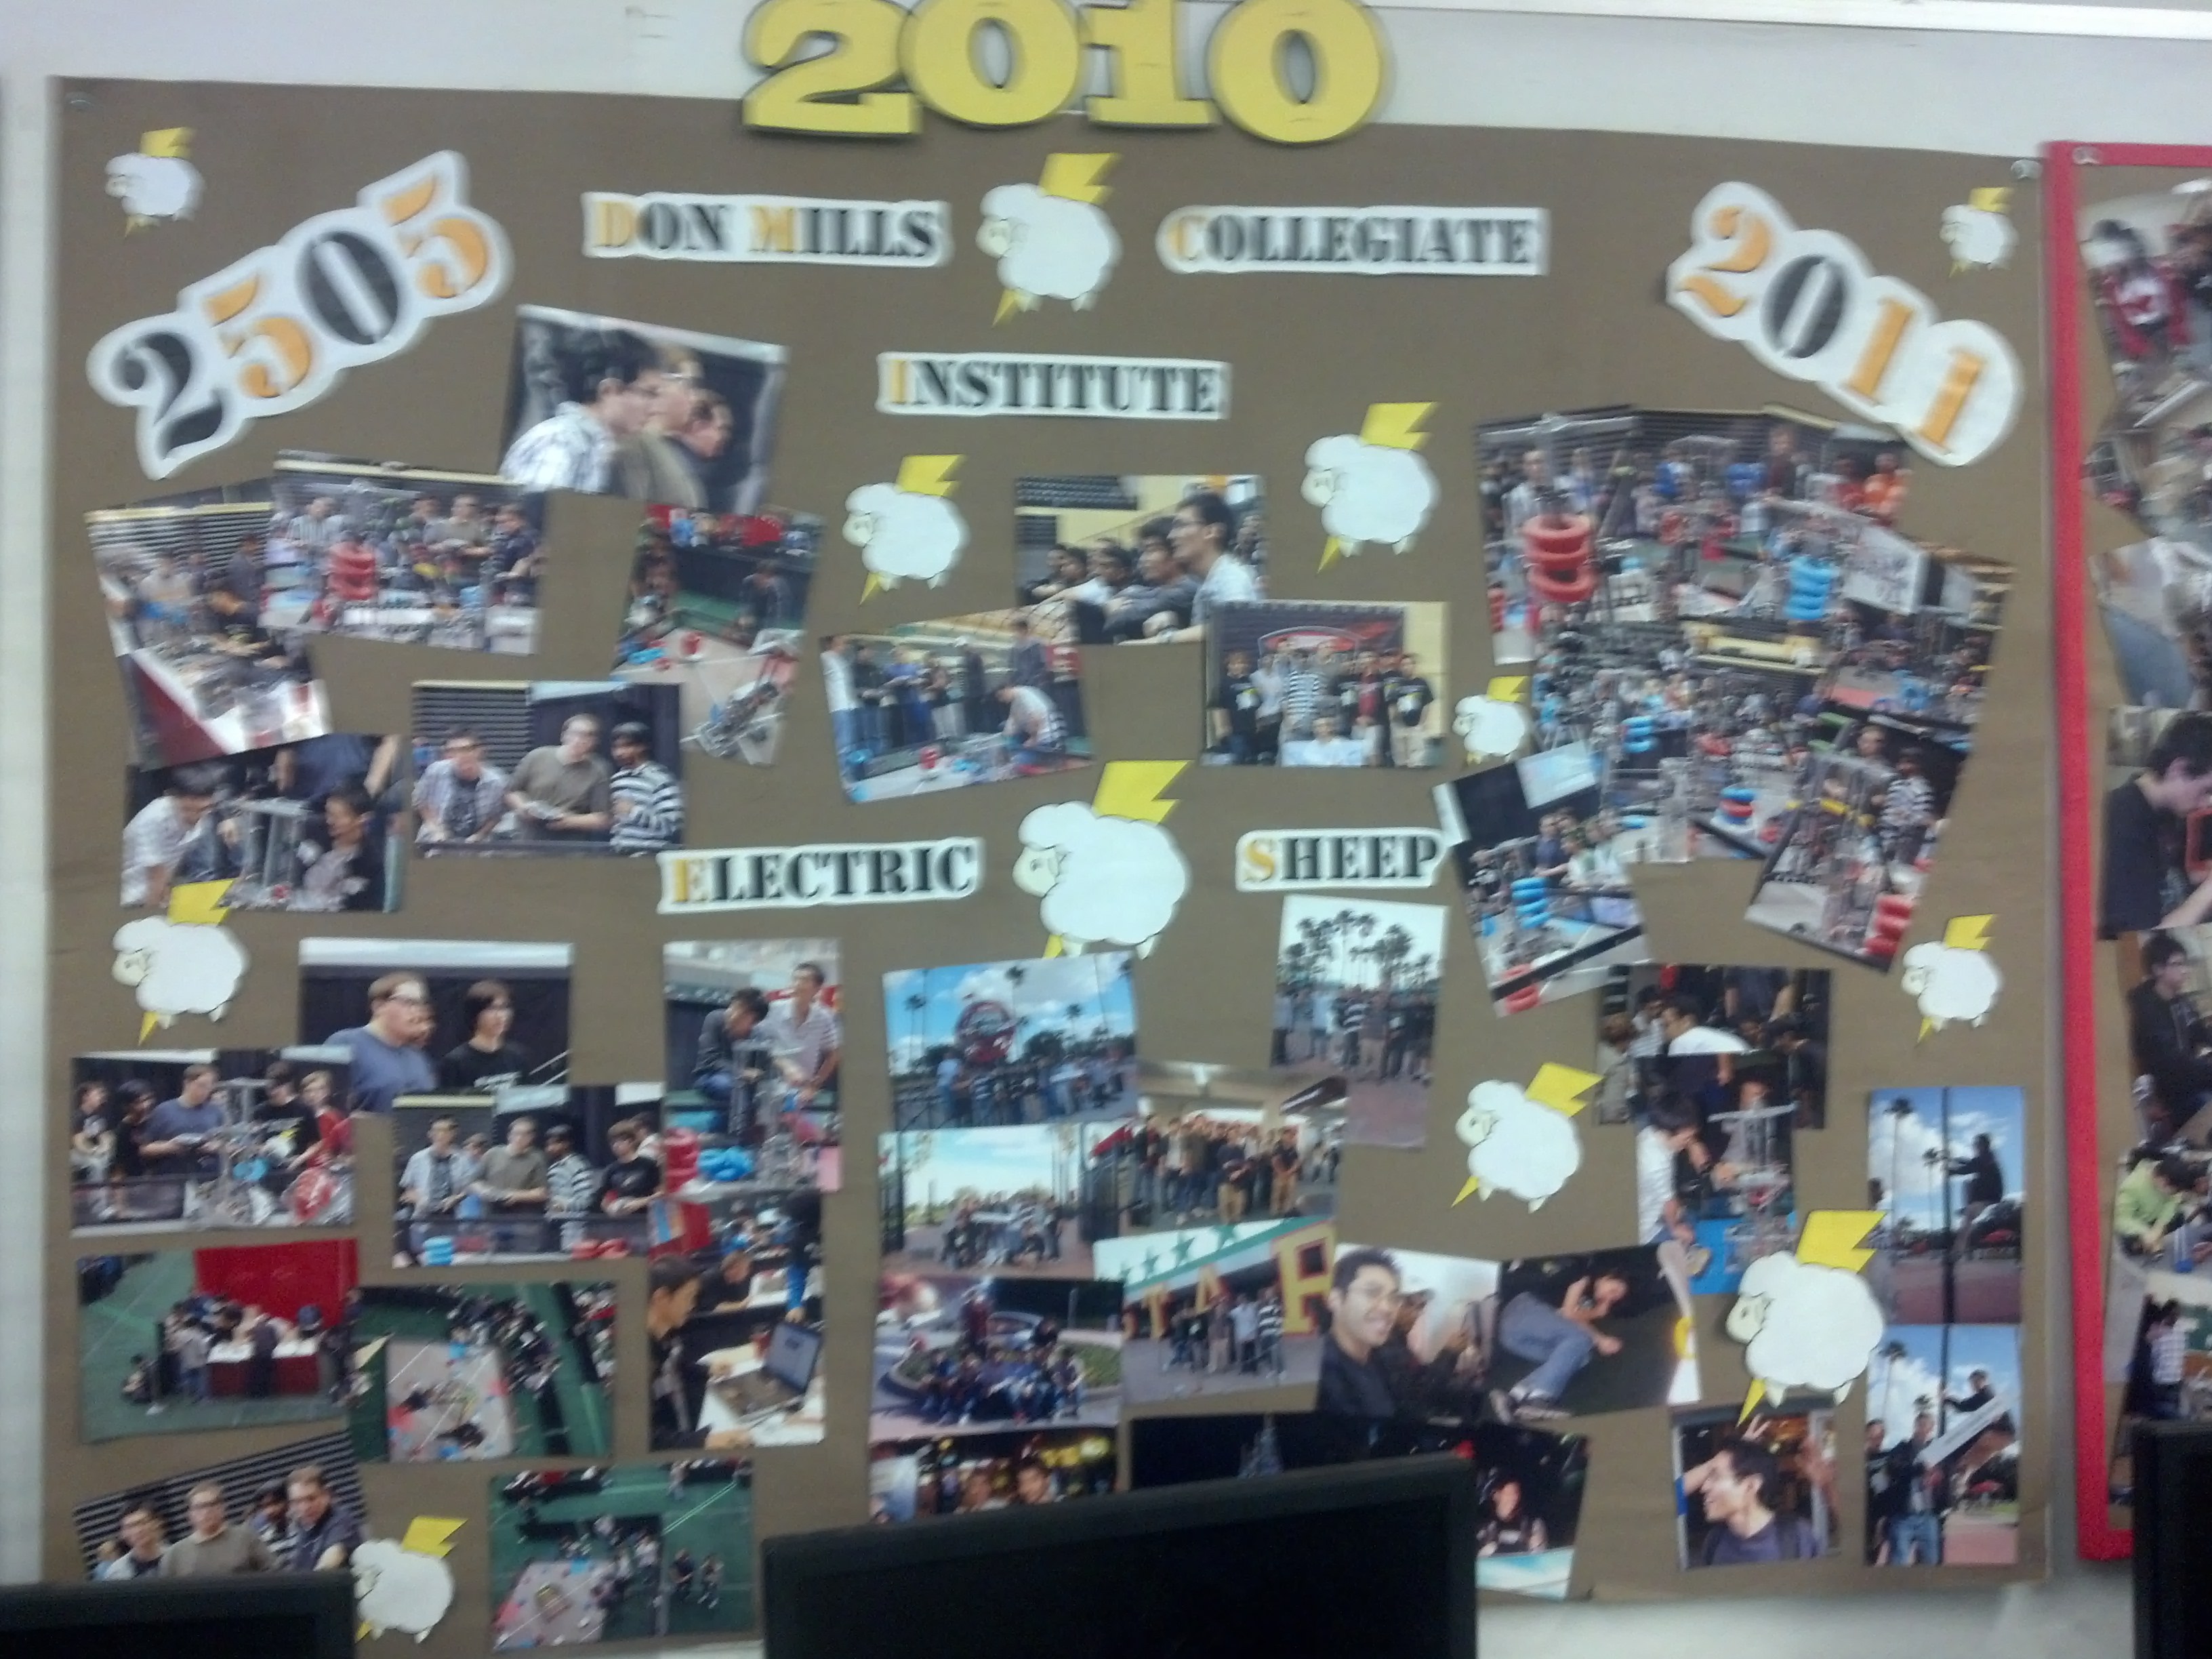 2010
2505
DON MILLS COLLEGIATE
2011
INSTITUTE
ELECTRIC SHEEP